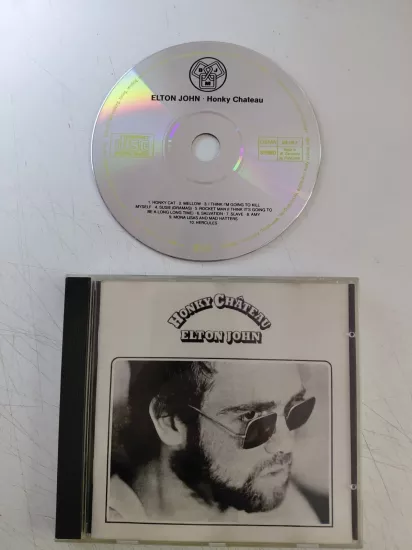 ELTON JOHN · Honky Chateau
1. HONKY CAT 2. MELLOW 3. I THINK I'M GOING TO KILL
MYSELF 4. SUSIE (DRAMAS) 5. ROCKET MAN (I THINK IT'S GOING TO
BE A LONG LONG TIME) 6. SALVATION 7. SLAVE 8. AMY
9. MONA LISAS AND MAD HATTERS
10. HERCULES
HONKY CHÂTEAU
ELTON JOHN